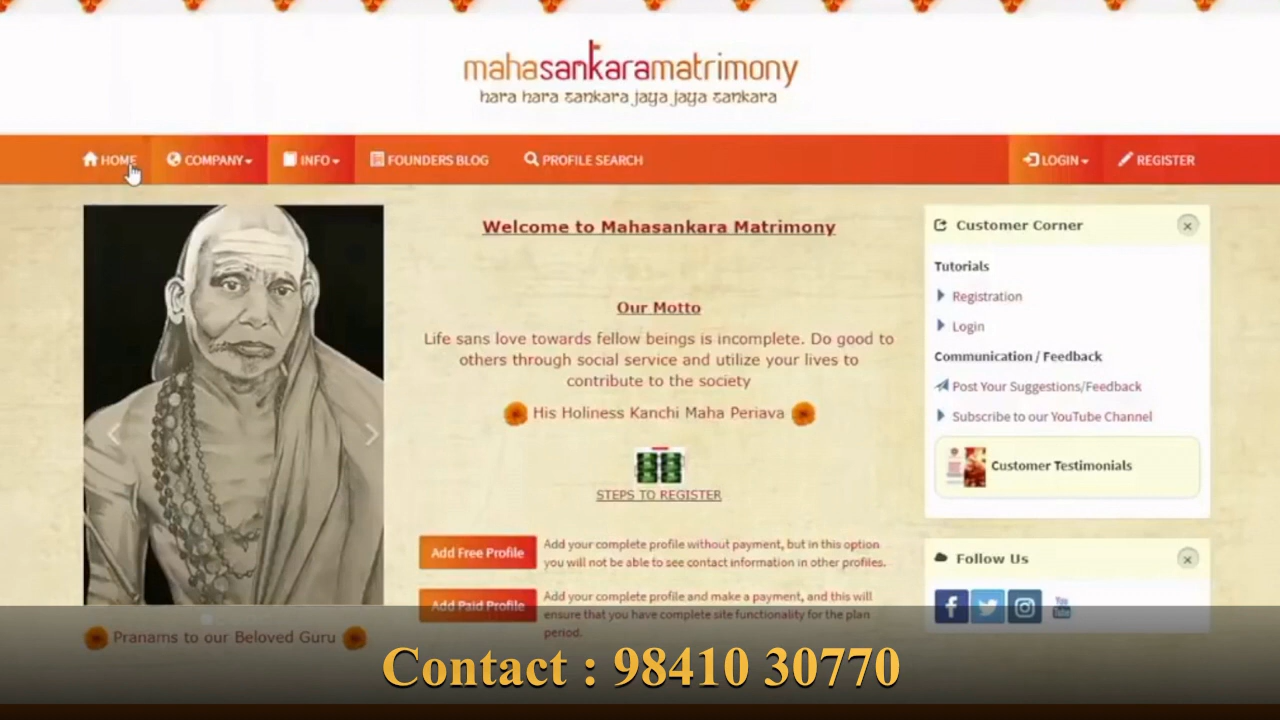 mahasankaramatrimony
hara hara sankara jaya jaya sankara
HOME
COMPANY
INFO
FOUNDERS BLOG
PROFILE SEARCH
LOGIN
REGISTER
Welcome to Mahasankara Matrimony
Our Motto
Life sans love towards fellow beings is incomplete. Do good to
others through social service and utilize your lives to
contribute to the society
His Holiness Kanchi Maha Periava
STEPS TO REGISTER
Add Free Profile
Add your complete profile without payment, but in this option
you will not be able to see contact information in other profiles.
Add Paid Profile
Add your complete profile and make a payment, and this will
ensure that you have complete site functionality for the plan
period.
Pranams to our Beloved Guru
Customer Corner
Tutorials
Registration
Login
Communication / Feedback
Post Your Suggestions/Feedback
Subscribe to our YouTube Channel
Customer Testimonials
Follow Us
You
Tube
Contact : 98410 30770